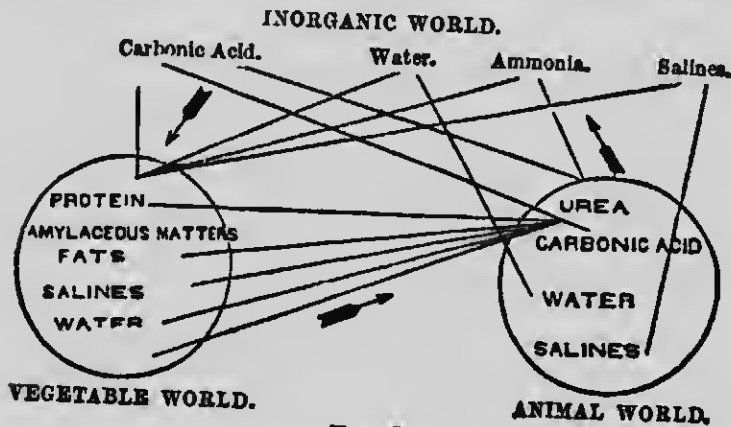 INORGANIC WORLD.
Carbonic Acid.
Water.
Ammonia.
Salines.
PROTEIN
AMYLACEOUS MATTERS
FATS
SALINES
WATER
VEGETABLE WORLD.
UREA
CARBONIC ACID
WATER
SALINES
ANIMAL WORLD.